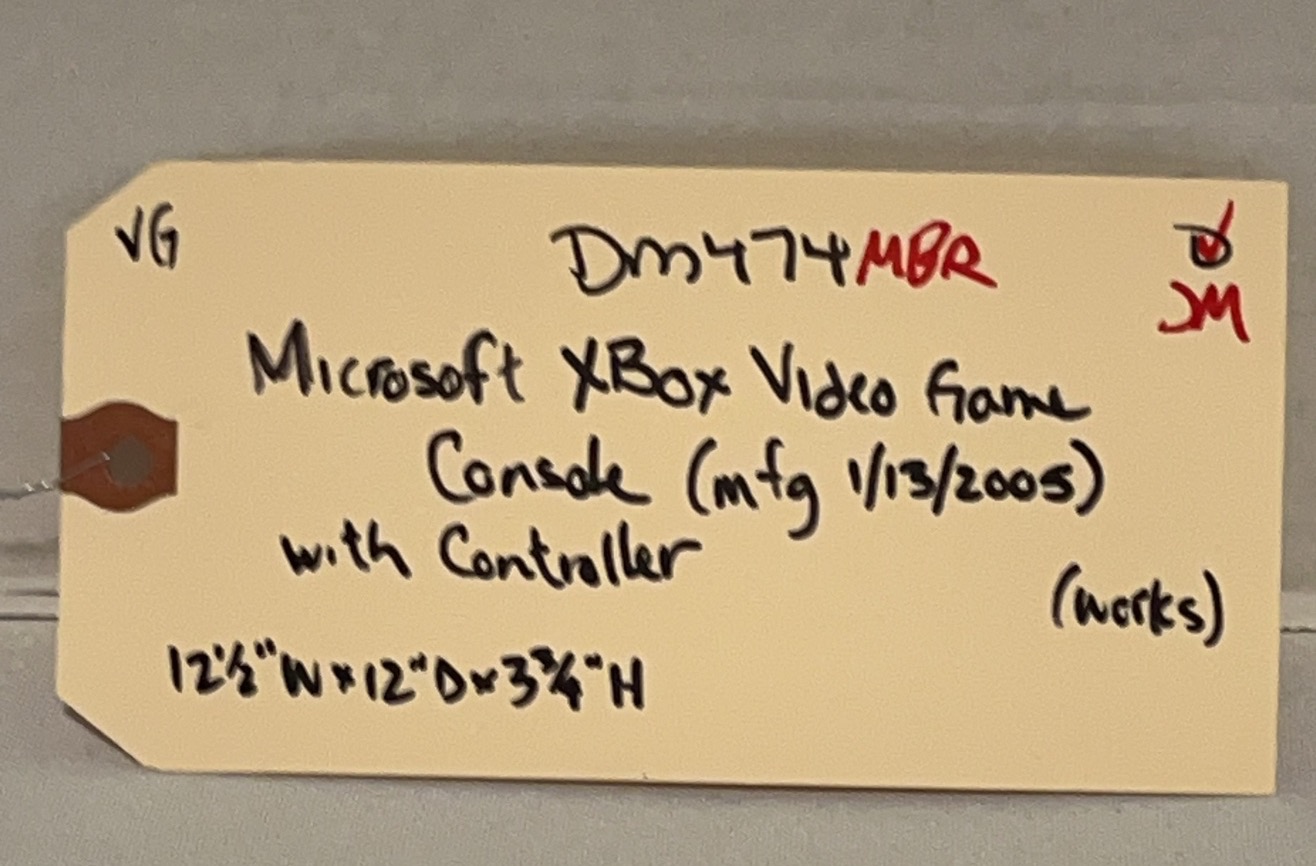 VG
Dm474MBR
D
JM
Microsoft XBox Video Game
Console (mfg 1/13/2005)
with Controller
(works)
12½"W x 12"D x 3¾"H